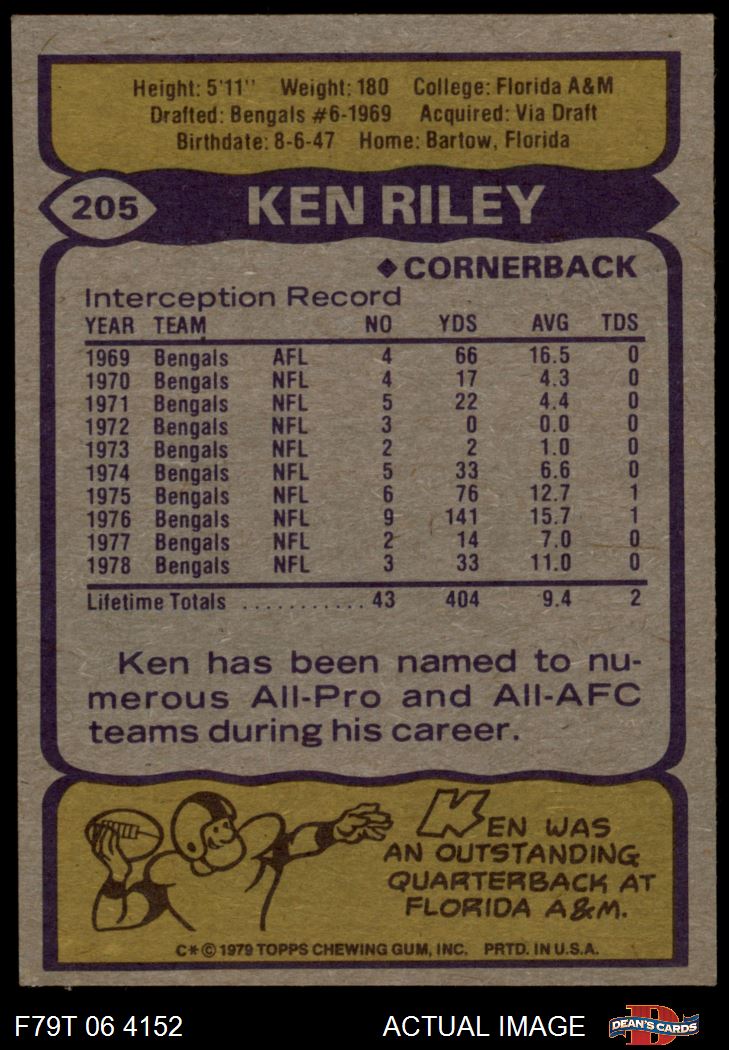 Height: 5'11" Weight: 180 College: Florida A&M
Drafted: Bengals #6-1969 Acquired: Via Draft
Birthdate: 8-6-47 Home: Bartow, Florida
205 KEN RILEY
◆ CORNERBACK
Interception Record
YEAR TEAM NO YDS AVG TDS
1969 Bengals AFL 4 66 16.5 0
1970 Bengals NFL 4 17 4.3 0
1971 Bengals NFL 5 22 4.4 0
1972 Bengals NFL 3 0 0.0 0
1973 Bengals NFL 2 2 1.0 0
1974 Bengals NFL 5 33 6.6 0
1975 Bengals NFL 6 76 12.7 1
1976 Bengals NFL 9 141 15.7 1
1977 Bengals NFL 2 14 7.0 0
1978 Bengals NFL 3 33 11.0 0
Lifetime Totals ........... 43 404 9.4 2
Ken has been named to nu-
merous All-Pro and All-AFC
teams during his career.
KEN WAS
AN OUTSTANDING
QUARTERBACK AT
FLORIDA A&M.
C* © 1979 TOPPS CHEWING GUM, INC. PRTD. IN U.S.A.
F79T 06 4152 ACTUAL IMAGE D DEAN'S CARDS